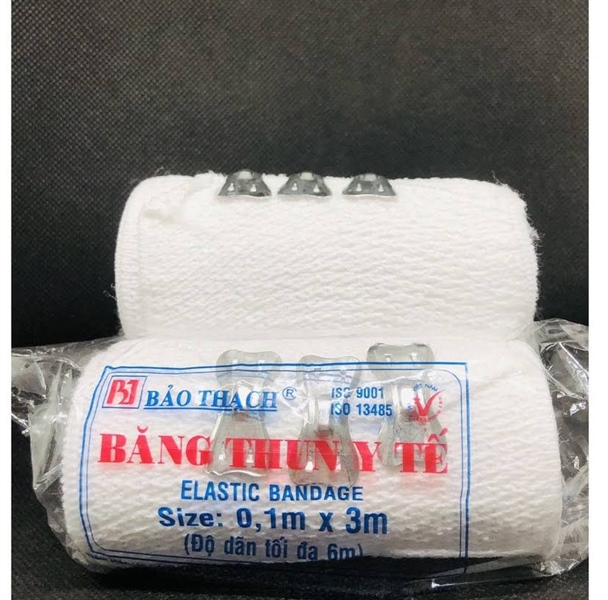 BẢO THẠCH®
ISO 9001
ISO 13485
BĂNG THUN Y TẾ
ELASTIC BANDAGE
Size: 0,1m x 3m
(Độ dãn tối đa 6m)